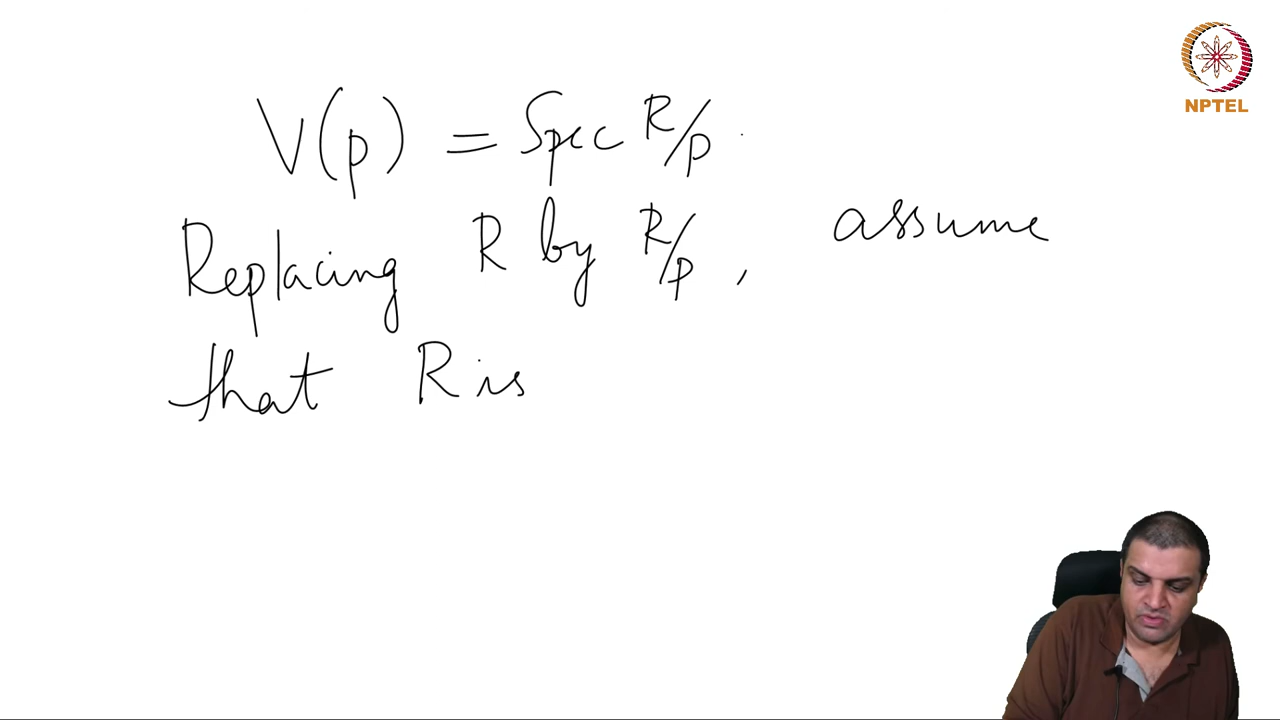 V(p) = Spec R/p.
Replacing R by R/p, assume
that R is
NPTEL